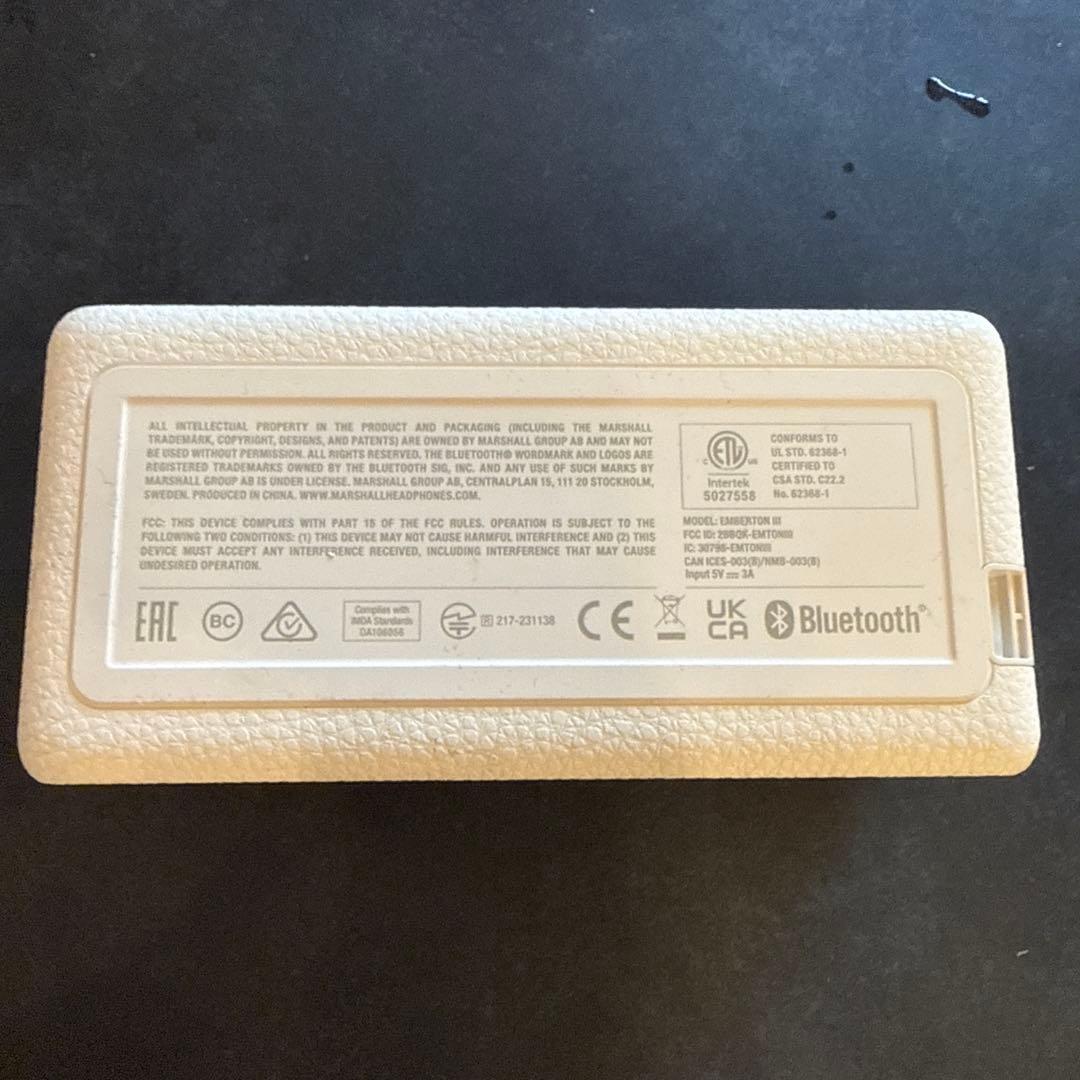 ALL INTELLECTUAL PROPERTY IN THE PRODUCT AND PACKAGING (INCLUDING THE MARSHALL
TRADEMARK, COPYRIGHT, DESIGNS, AND PATENTS) ARE OWNED BY MARSHALL GROUP AB AND MAY NOT
BE USED WITHOUT PERMISSION. ALL RIGHTS RESERVED. THE BLUETOOTH® WORDMARK AND LOGOS ARE
REGISTERED TRADEMARKS OWNED BY THE BLUETOOTH SIG, INC. AND ANY USE OF SUCH MARKS BY
MARSHALL GROUP AB IS UNDER LICENSE. MARSHALL GROUP AB, CENTRALPLAN 15, 111 20 STOCKHOLM,
SWEDEN. PRODUCED IN CHINA. WWW.MARSHALLHEADPHONES.COM.
FCC: THIS DEVICE COMPLIES WITH PART 15 OF THE FCC RULES. OPERATION IS SUBJECT TO THE
FOLLOWING TWO CONDITIONS: (1) THIS DEVICE MAY NOT CAUSE HARMFUL INTERFERENCE AND (2) THIS
DEVICE MUST ACCEPT ANY INTERFERENCE RECEIVED, INCLUDING INTERFERENCE THAT MAY CAUSE
UNDESIRED OPERATION.
C ETL US
Intertek
5027558
CONFORMS TO
UL STD. 62368-1
CERTIFIED TO
CSA STD. C22.2
No. 62368-1
MODEL: EMBERTON III
FCC ID: 2BBQK-EMTONIII
IC: 30796-EMTONIII
CAN ICES-003(B)/NMB-003(B)
Input 5V ⎓ 3A
EAC
BC
Complies with
IMDA Standards
DA106056
R 217-231138
CE
UK
CA
Bluetooth®